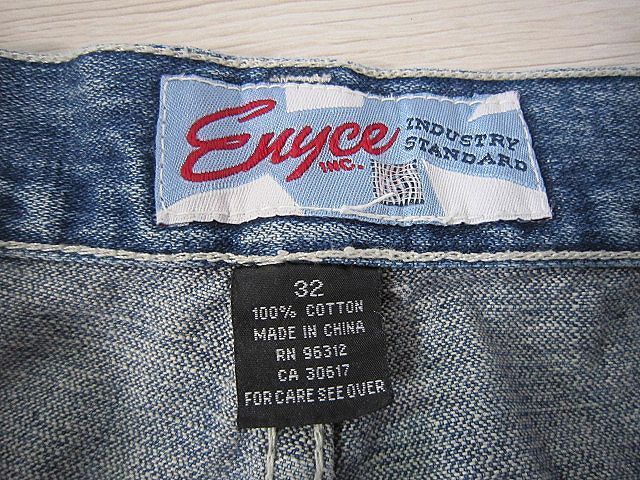 Enyce
INC.
INDUSTRY
STANDARD
32
100% COTTON
MADE IN CHINA
RN 96312
CA 30617
FOR CARE SEE OVER